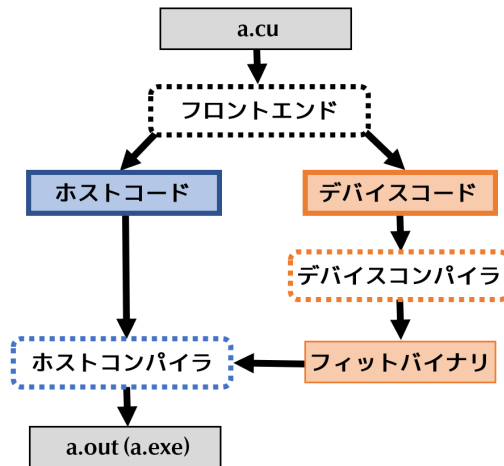 a.cu
フロントエンド
ホストコード
デバイスコード
デバイスコンパイラ
ホストコンパイラ
フィットバイナリ
a.out (a.exe)